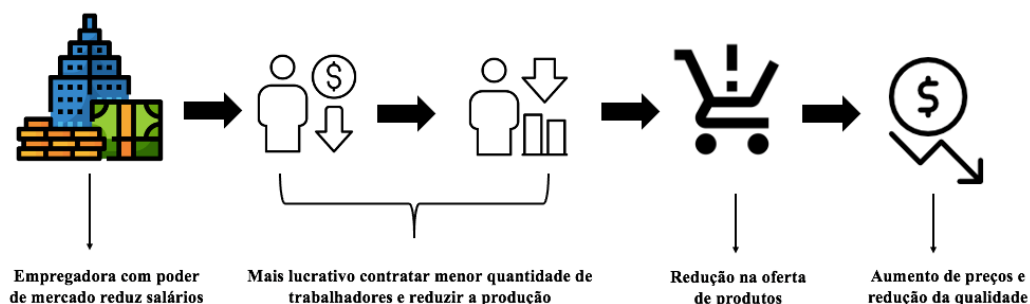 Empregadora com poder
de mercado reduz salários
Mais lucrativo contratar menor quantidade de
trabalhadores e reduzir a produção
Redução na oferta
de produtos
Aumento de preços e
redução da qualidade